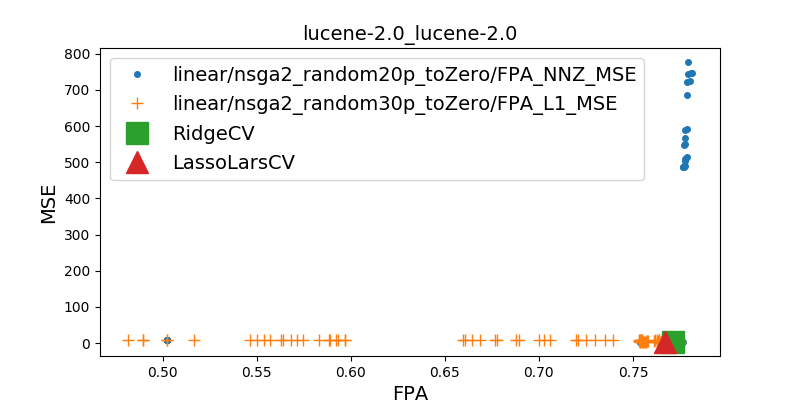 lucene-2.0_lucene-2.0
800
700
600
500
400
300
200
100
0
MSE
linear/nsga2_random20p_toZero/FPA_NNZ_MSE
linear/nsga2_random30p_toZero/FPA_L1_MSE
RidgeCV
LassoLarsCV
0.50 0.55 0.60 0.65 0.70 0.75
FPA